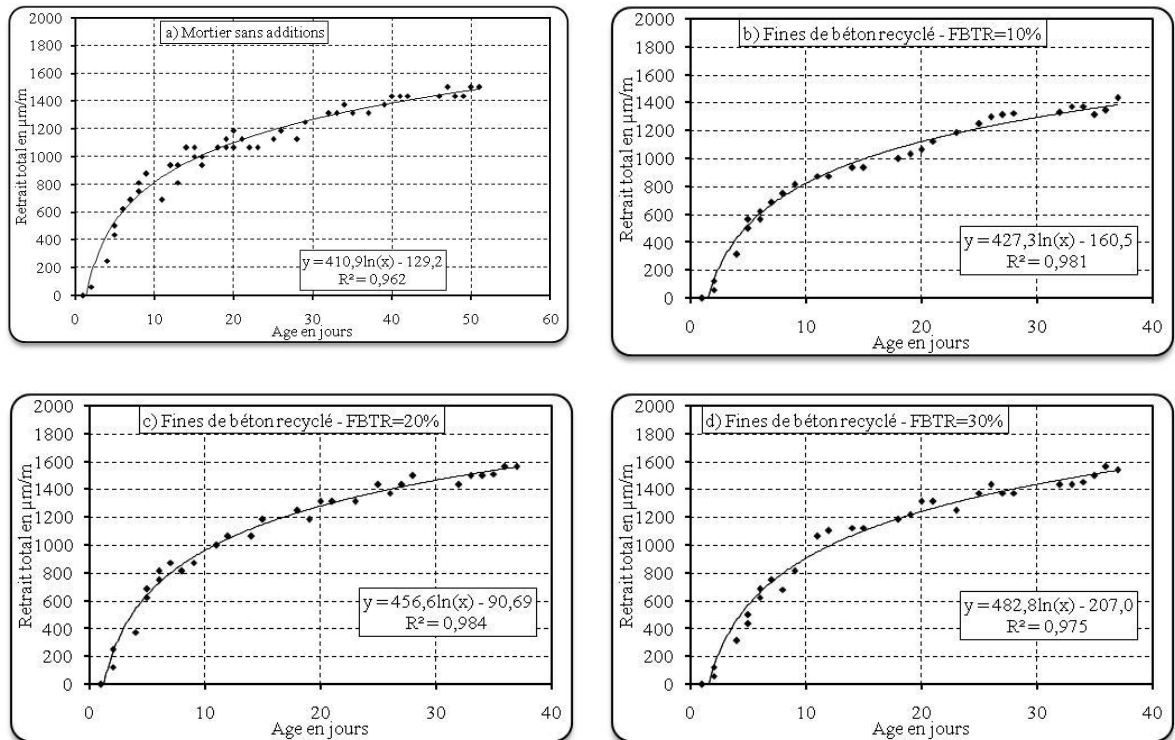 a) Mortier sans additions
Retrait total en µm/m
2000
1800
1600
1400
1200
1000
800
600
400
200
0
y = 410,9ln(x) - 129,2
R² = 0,962
0 10 20 30 40 50 60
Age en jours
b) Fines de béton recyclé - FBTR=10%
Retrait total en µm/m
2000
1800
1600
1400
1200
1000
800
600
400
200
0
y = 427,3ln(x) - 160,5
R² = 0,981
0 10 20 30 40
Age en jours
c) Fines de béton recyclé - FBTR=20%
Retrait total en µm/m
2000
1800
1600
1400
1200
1000
800
600
400
200
0
y = 456,6ln(x) - 90,69
R² = 0,984
0 10 20 30 40
Age en jours
d) Fines de béton recyclé - FBTR=30%
Retrait total en µm/m
2000
1800
1600
1400
1200
1000
800
600
400
200
0
y = 482,8ln(x) - 207,0
R² = 0,975
0 10 20 30 40
Age en jours